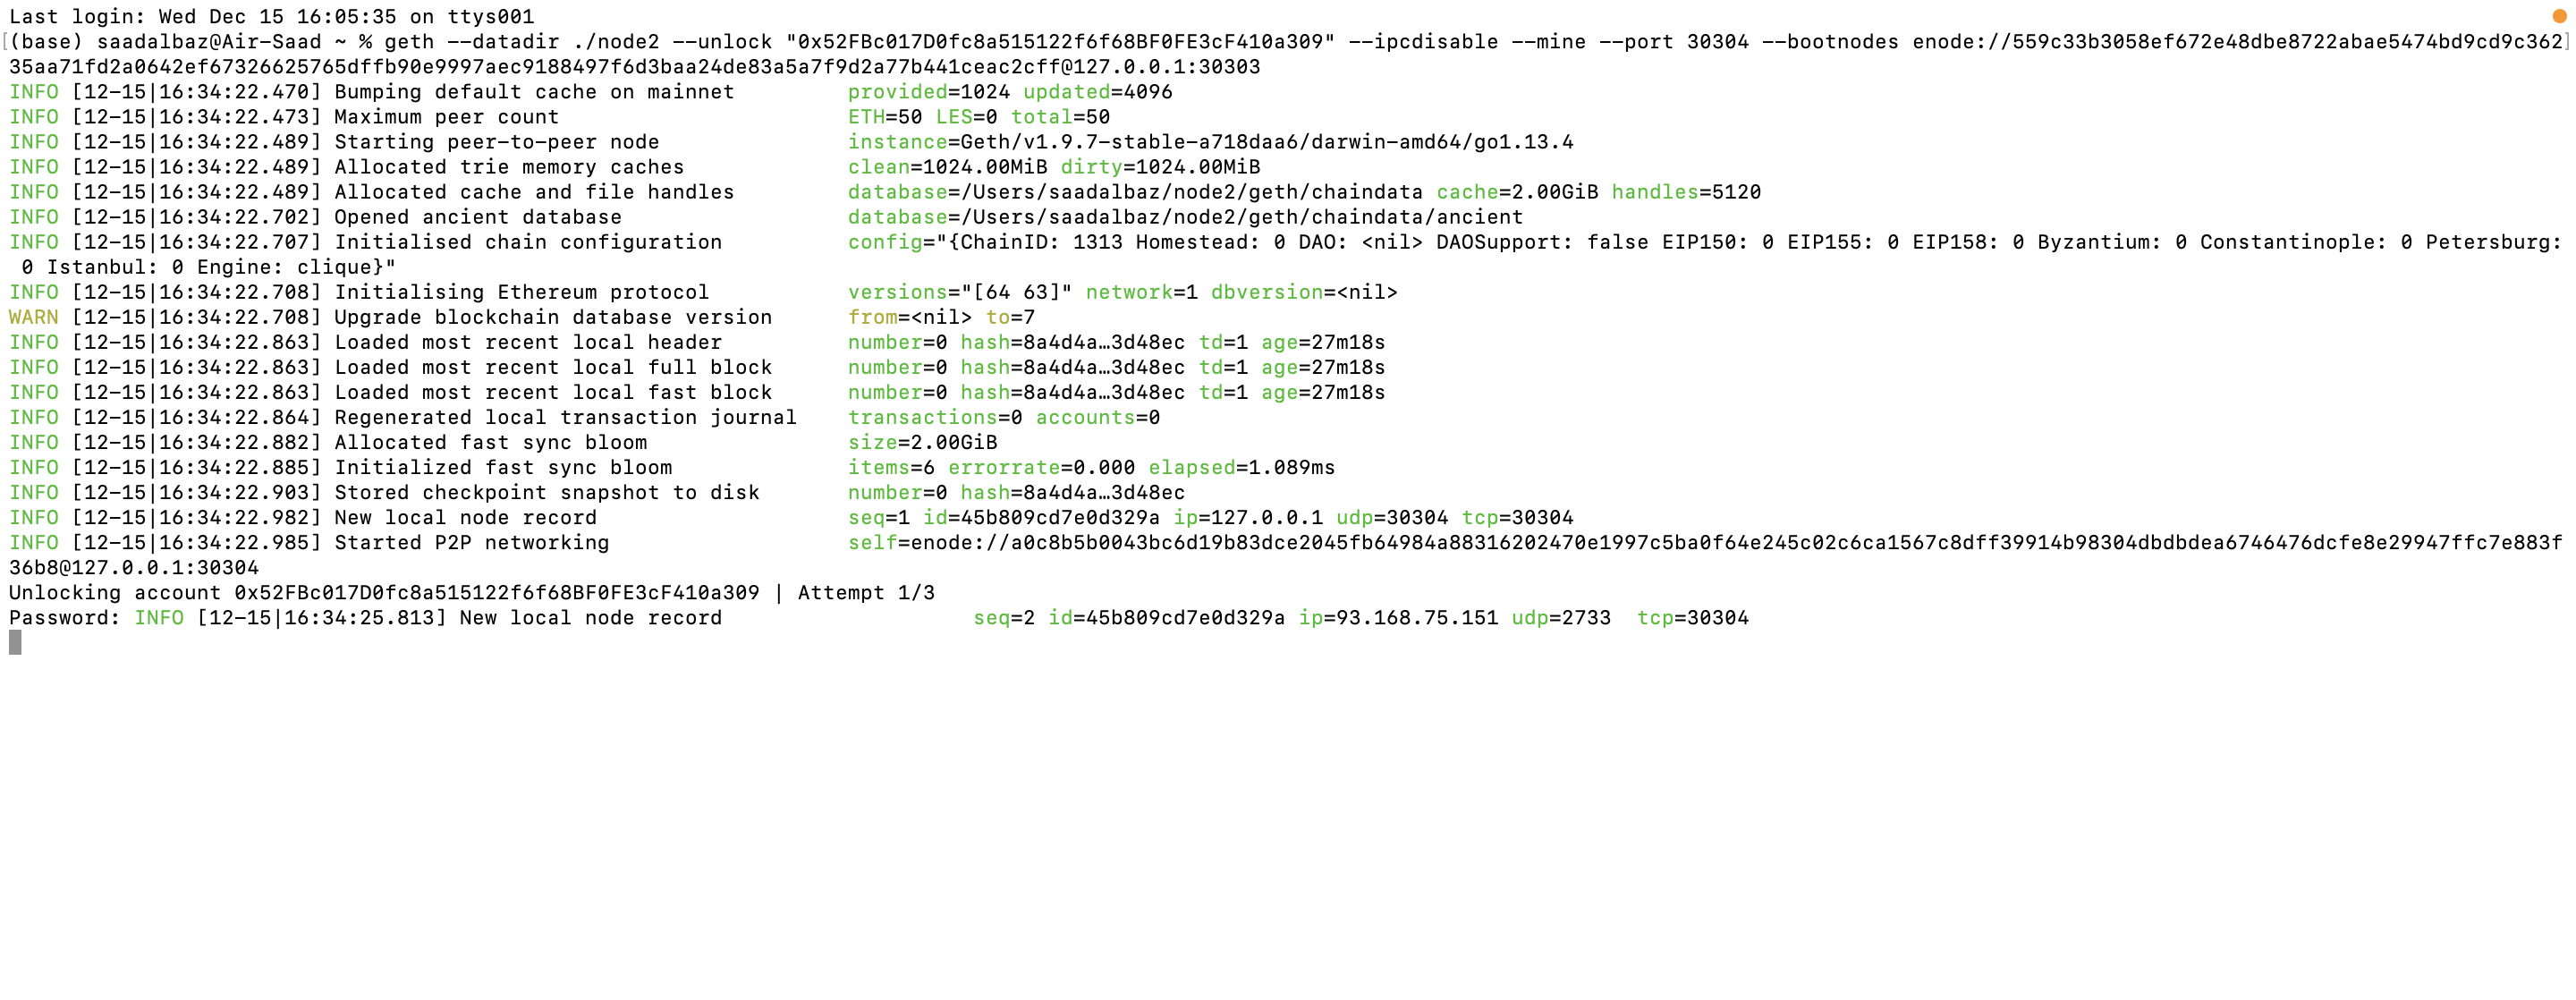 Last login: Wed Dec 15 16:05:35 on ttys001
[(base) saadalbaz@Air-Saad ~ % geth --datadir ./node2 --unlock "0x52FBc017D0fc8a515122f6f68BF0FE3cF410a309" --ipcdisable --mine --port 30304 --bootnodes enode://559c33b3058ef672e48dbe8722abae5474bd9cd9c362]
35aa71fd2a0642ef67326625765dffb90e9997aec9188497f6d3baa24de83a5a7f9d2a77b441ceac2cff@127.0.0.1:30303
INFO [12-15|16:34:22.470] Bumping default cache on mainnet         provided=1024 updated=4096
INFO [12-15|16:34:22.473] Maximum peer count                       ETH=50 LES=0 total=50
INFO [12-15|16:34:22.489] Starting peer-to-peer node               instance=Geth/v1.9.7-stable-a718daa6/darwin-amd64/go1.13.4
INFO [12-15|16:34:22.489] Allocated trie memory caches             clean=1024.00MiB dirty=1024.00MiB
INFO [12-15|16:34:22.489] Allocated cache and file handles         database=/Users/saadalbaz/node2/geth/chaindata cache=2.00GiB handles=5120
INFO [12-15|16:34:22.702] Opened ancient database                  database=/Users/saadalbaz/node2/geth/chaindata/ancient
INFO [12-15|16:34:22.707] Initialised chain configuration          config="{ChainID: 1313 Homestead: 0 DAO: <nil> DAOSupport: false EIP150: 0 EIP155: 0 EIP158: 0 Byzantium: 0 Constantinople: 0 Petersburg:
 0 Istanbul: 0 Engine: clique}"
INFO [12-15|16:34:22.708] Initialising Ethereum protocol           versions="[64 63]" network=1 dbversion=<nil>
WARN [12-15|16:34:22.708] Upgrade blockchain database version      from=<nil> to=7
INFO [12-15|16:34:22.863] Loaded most recent local header          number=0 hash=8a4d4a…3d48ec td=1 age=27m18s
INFO [12-15|16:34:22.863] Loaded most recent local full block      number=0 hash=8a4d4a…3d48ec td=1 age=27m18s
INFO [12-15|16:34:22.863] Loaded most recent local fast block      number=0 hash=8a4d4a…3d48ec td=1 age=27m18s
INFO [12-15|16:34:22.864] Regenerated local transaction journal    transactions=0 accounts=0
INFO [12-15|16:34:22.882] Allocated fast sync bloom                size=2.00GiB
INFO [12-15|16:34:22.885] Initialized fast sync bloom              items=6 errorrate=0.000 elapsed=1.089ms
INFO [12-15|16:34:22.903] Stored checkpoint snapshot to disk       number=0 hash=8a4d4a…3d48ec
INFO [12-15|16:34:22.982] New local node record                    seq=1 id=45b809cd7e0d329a ip=127.0.0.1 udp=30304 tcp=30304
INFO [12-15|16:34:22.985] Started P2P networking                   self=enode://a0c8b5b0043bc6d19b83dce2045fb64984a88316202470e1997c5ba0f64e245c02c6ca1567c8dff39914b98304dbdbdea6746476dcfe8e29947ffc7e883f
36b8@127.0.0.1:30304
Unlocking account 0x52FBc017D0fc8a515122f6f68BF0FE3cF410a309 | Attempt 1/3
Password: INFO [12-15|16:34:25.813] New local node record                    seq=2 id=45b809cd7e0d329a ip=93.168.75.151 udp=2733  tcp=30304